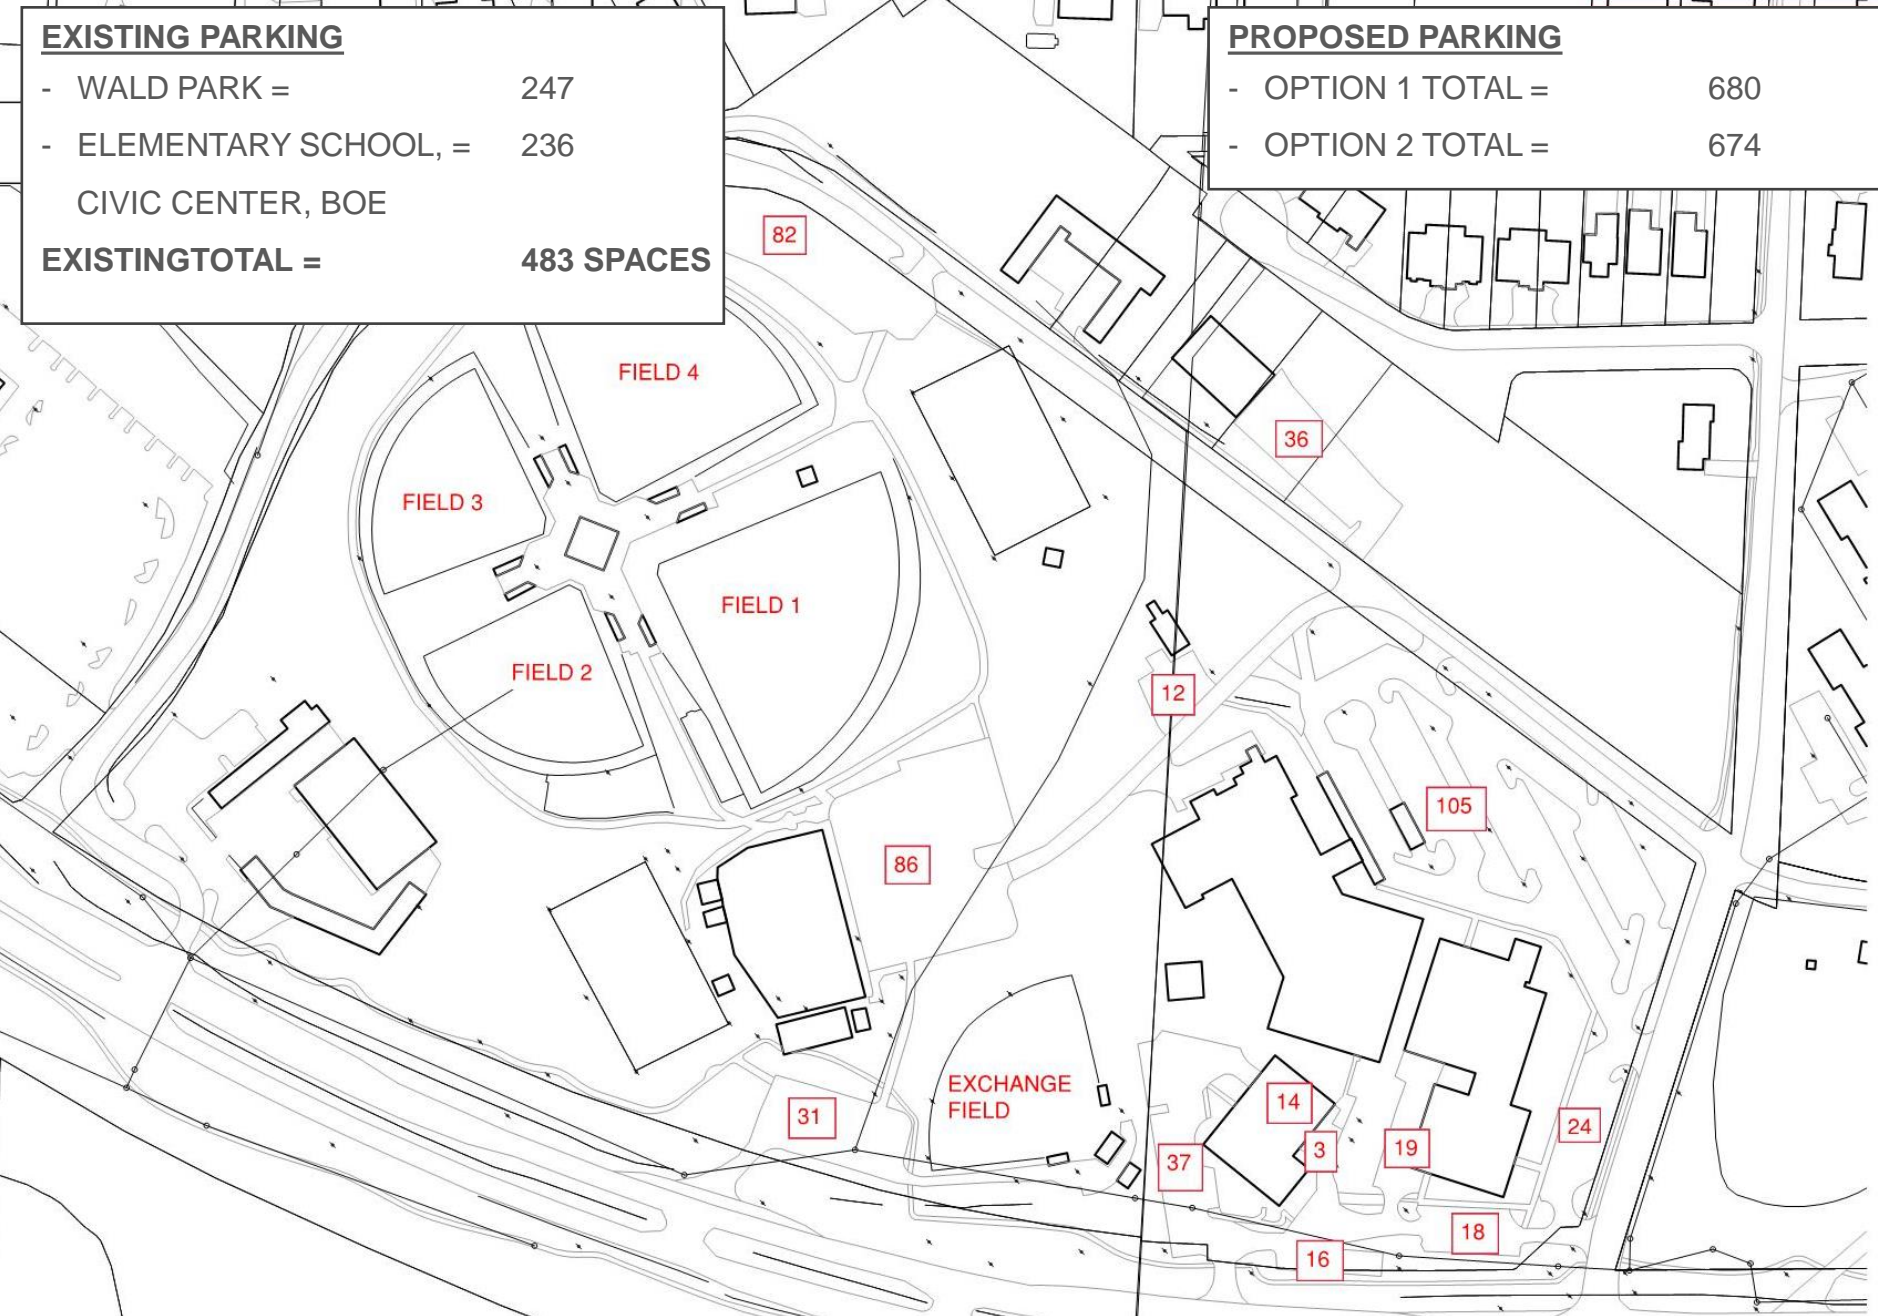 EXISTING PARKING
- WALD PARK = 247
- ELEMENTARY SCHOOL, = 236
CIVIC CENTER, BOE
EXISTINGTOTAL = 483 SPACES
PROPOSED PARKING
- OPTION 1 TOTAL = 680
- OPTION 2 TOTAL = 674
82
FIELD 4
36
FIELD 3
FIELD 1
FIELD 2
12
105
86
EXCHANGE
FIELD
31
14
3
19
24
37
18
16